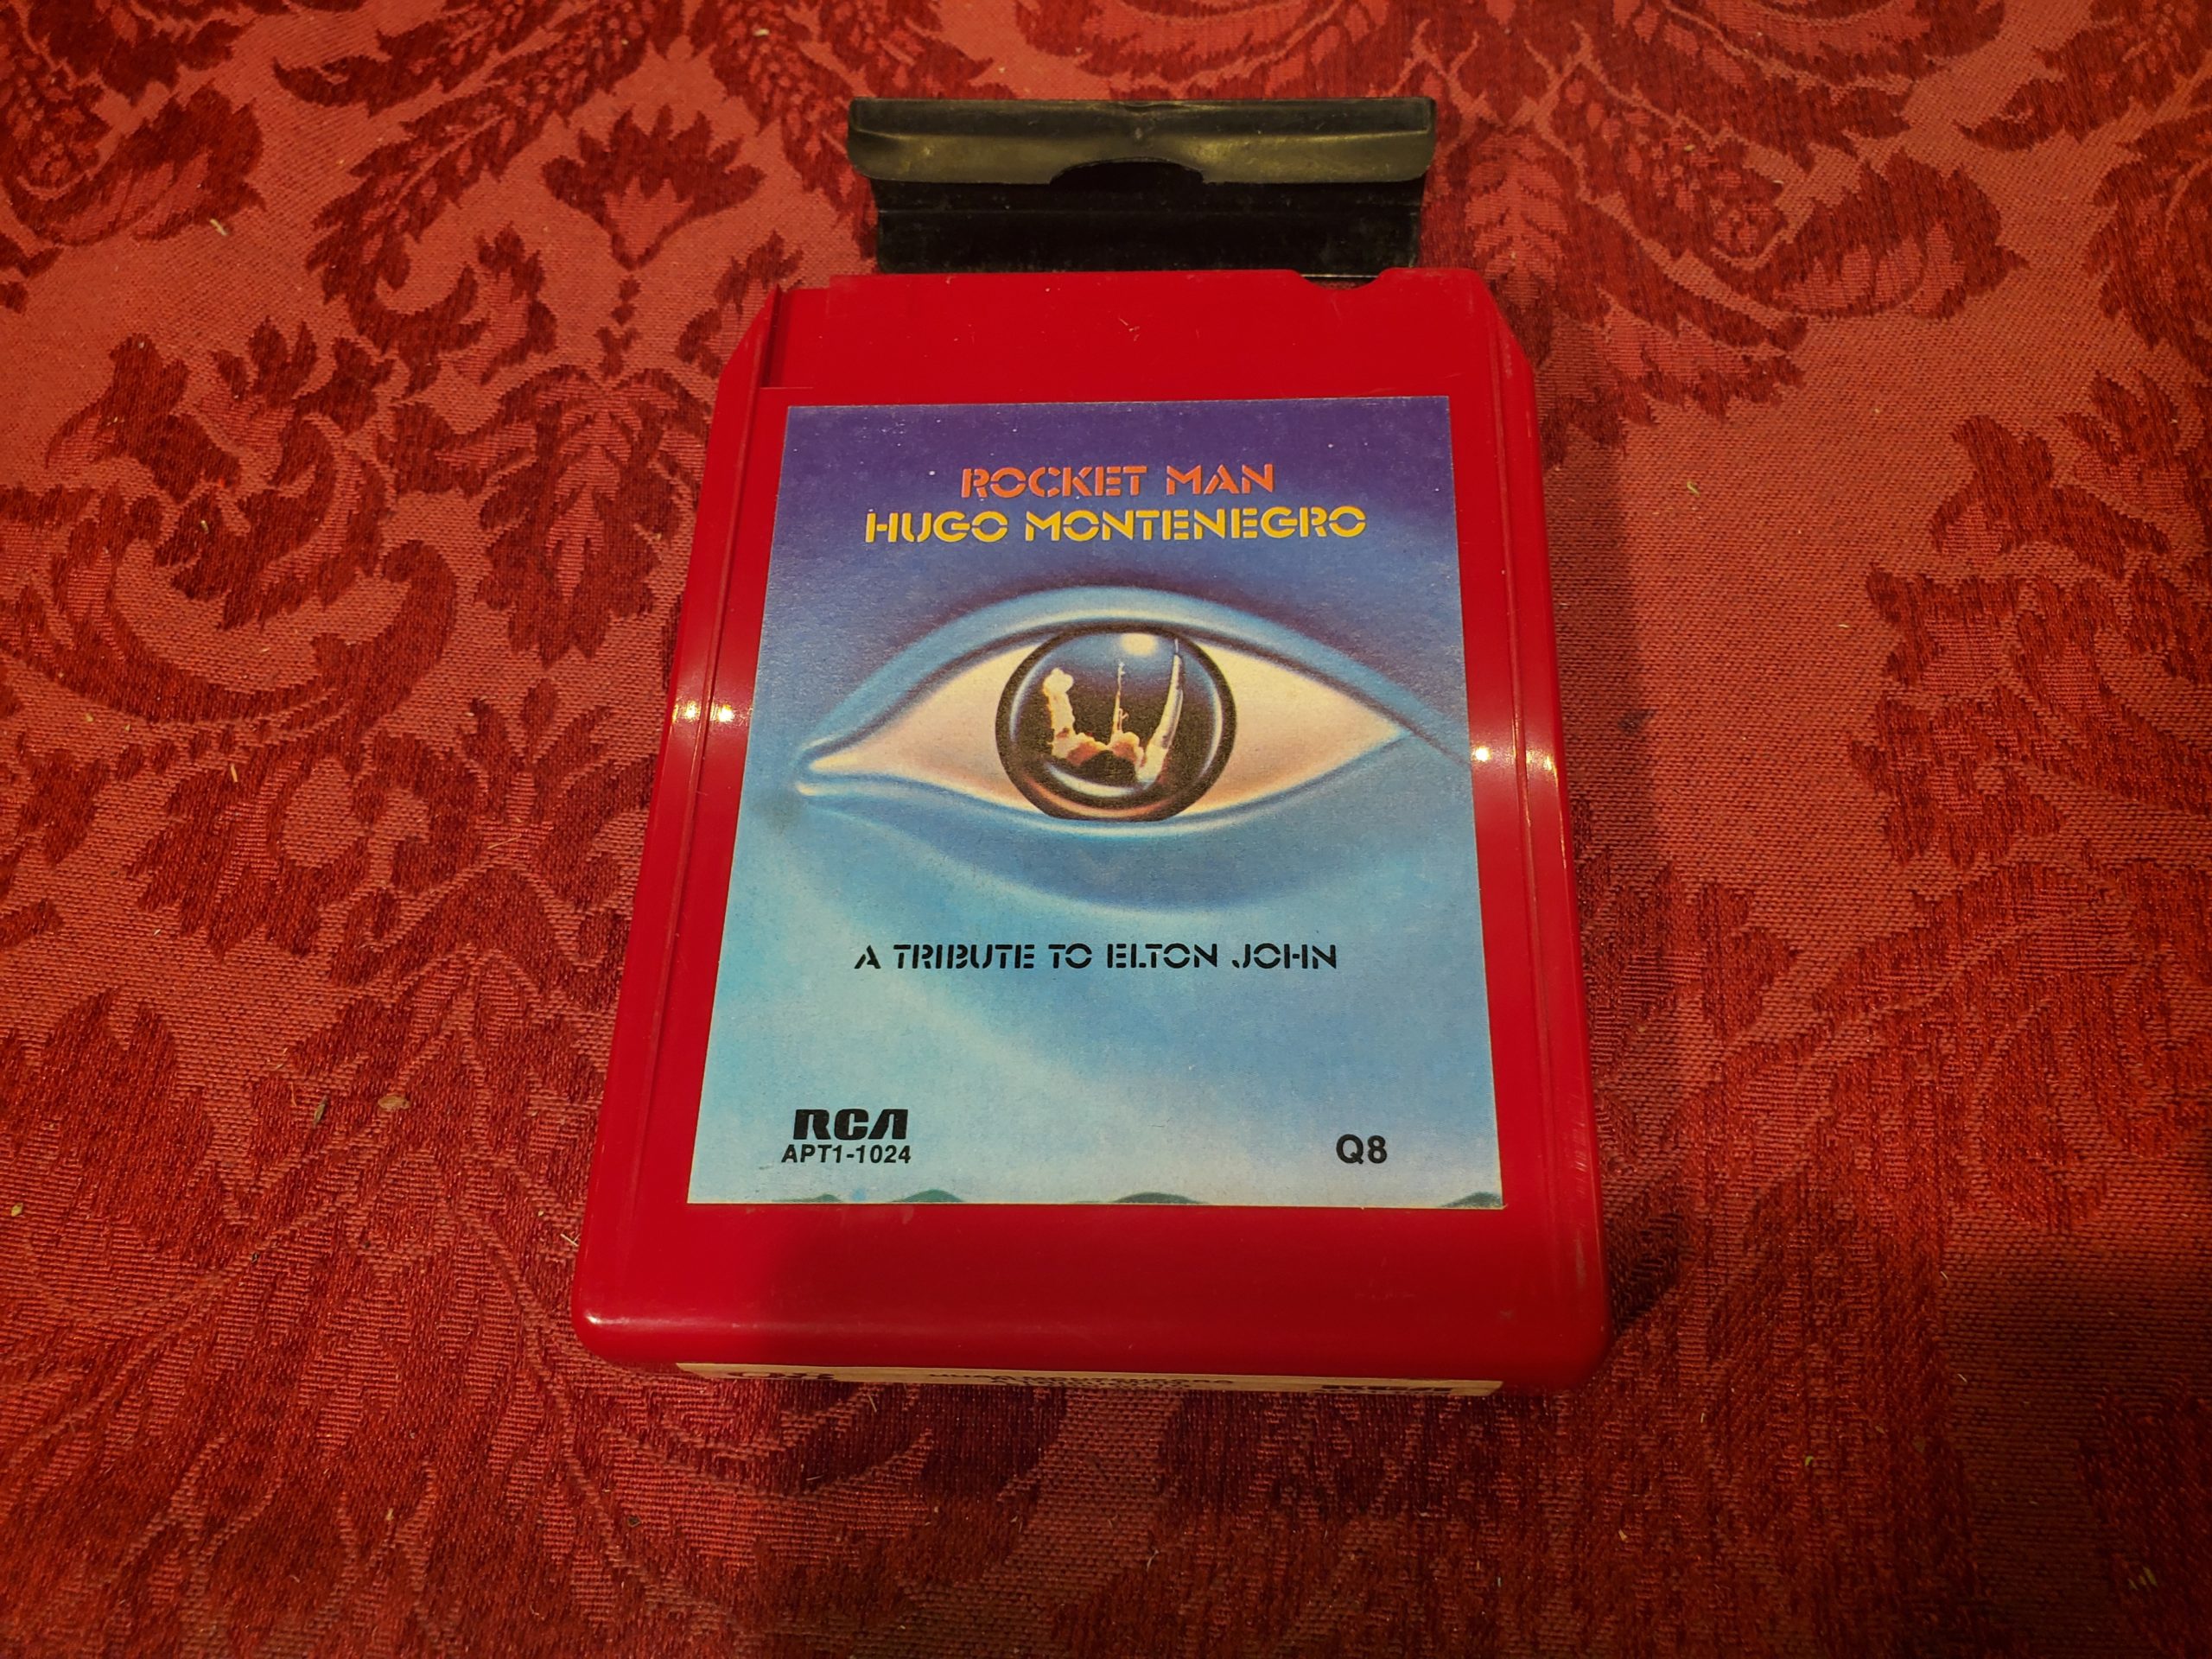 ROCKET MAN
HUGO MONTENEGRO
A TRIBUTE TO ELTON JOHN
RCA
APT1-1024
Q8